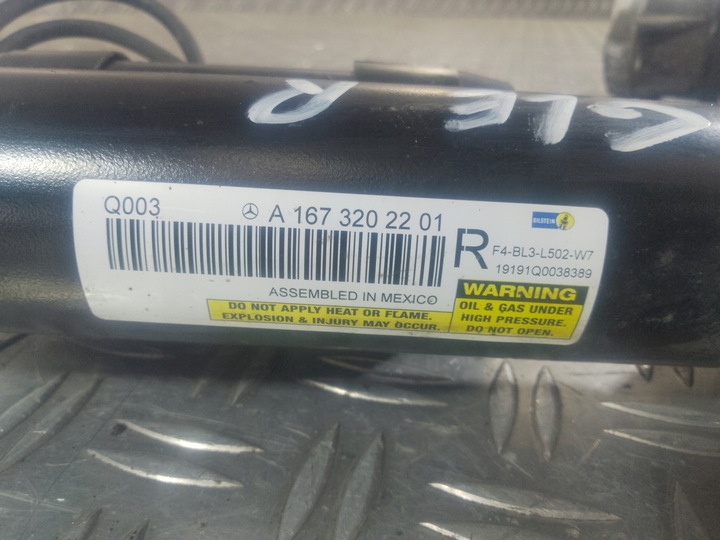 GLE R
Q003 A 167 320 22 01
BILSTEIN
R F4-BL3-L502-W7
19191Q0038389
ASSEMBLED IN MEXICO
DO NOT APPLY HEAT OR FLAME.
EXPLOSION & INJURY MAY OCCUR.
WARNING
OIL & GAS UNDER
HIGH PRESSURE.
DO NOT OPEN.